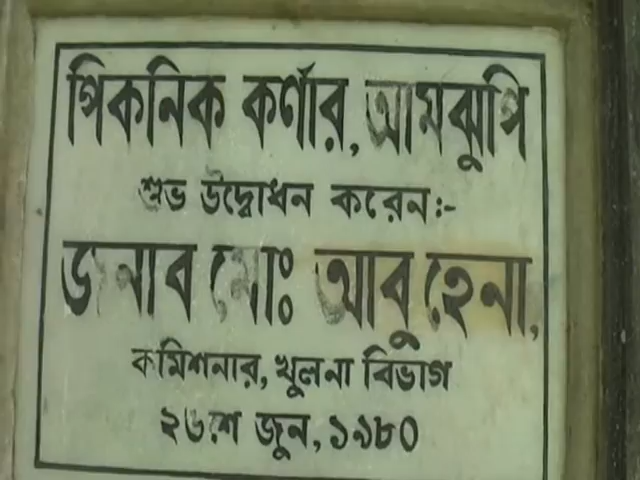 পিকনিক কর্ণার, আমঝুপি
শুভ উদ্বোধন করেন:-
জনাব মোঃ আবু হেনা,
কমিশনার, খুলনা বিভাগ
২৬শে জুন, ১৯৮০